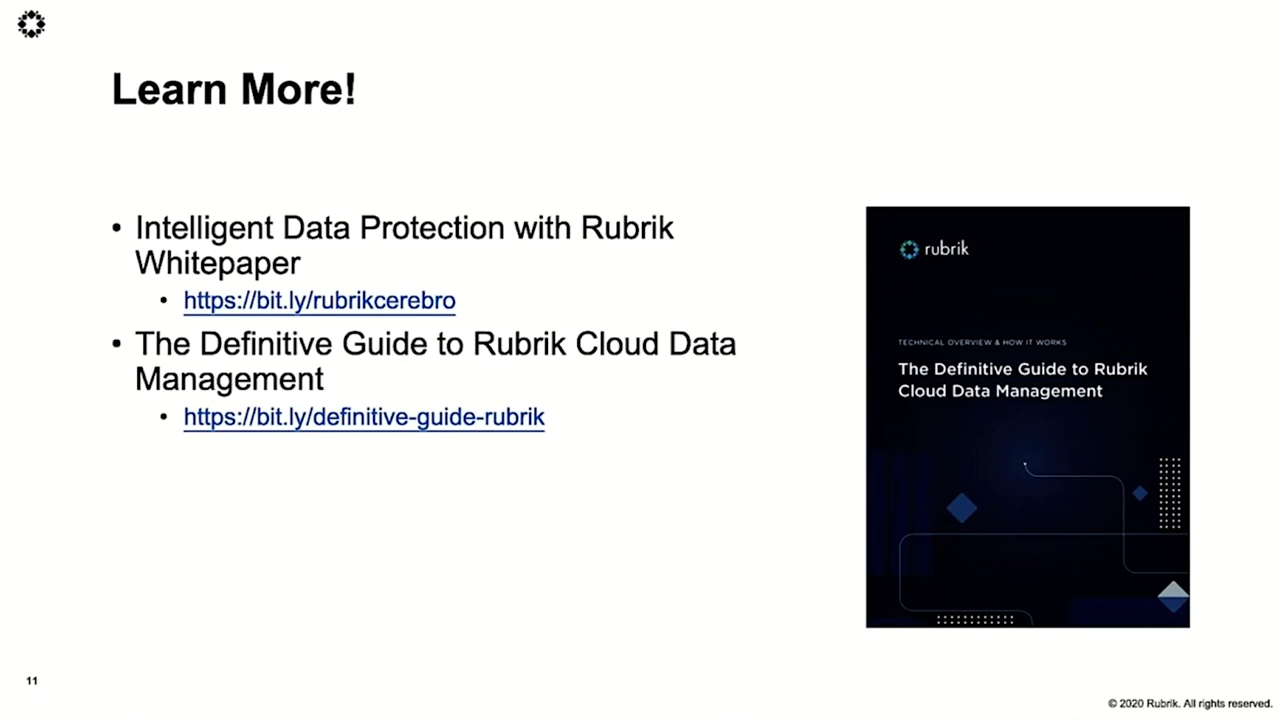 Learn More!
• Intelligent Data Protection with Rubrik
Whitepaper
• https://bit.ly/rubrikcerebro
• The Definitive Guide to Rubrik Cloud Data
Management
• https://bit.ly/definitive-guide-rubrik
rubrik
TECHNICAL OVERVIEW & HOW IT WORKS
The Definitive Guide to Rubrik
Cloud Data Management
11
© 2020 Rubrik. All rights reserved.